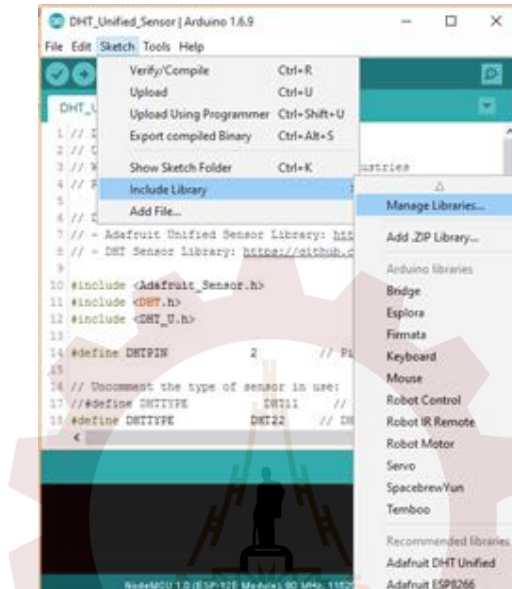 DHT_Unified_Sensor | Arduino 1.6.9
File Edit Sketch Tools Help
Verify/Compile Ctrl+R
Upload Ctrl+U
Upload Using Programmer Ctrl+Shift+U
Export compiled Binary Ctrl+Alt+S
Show Sketch Folder Ctrl+K
Include Library
Add File...
Manage Libraries...
Add .ZIP Library...
Arduino libraries
Bridge
Esplora
Firmata
Keyboard
Mouse
Robot Control
Robot IR Remote
Robot Motor
Servo
SpacebrewYun
Temboo
Recommended libraries
Adafruit DHT Unified
Adafruit ESP8266
DHT_U
1 //
2 //
3 // ustries
4 //
5
6 //
7 // - Adafruit Unified Sensor Library: htt
8 // - DHT Sensor Library: https://github.c
9
10 #include <Adafruit_Sensor.h>
11 #include <DHT.h>
12 #include <DHT_U.h>
13
14 #define DHTPIN 2 // Pi
15
16 // Uncomment the type of sensor in use:
17 //#define DHTTYPE DHT11 //
18 #define DHTTYPE DHT22 // DH
NodeMCU 1.0 (ESP-12E Module), 80 MHz,